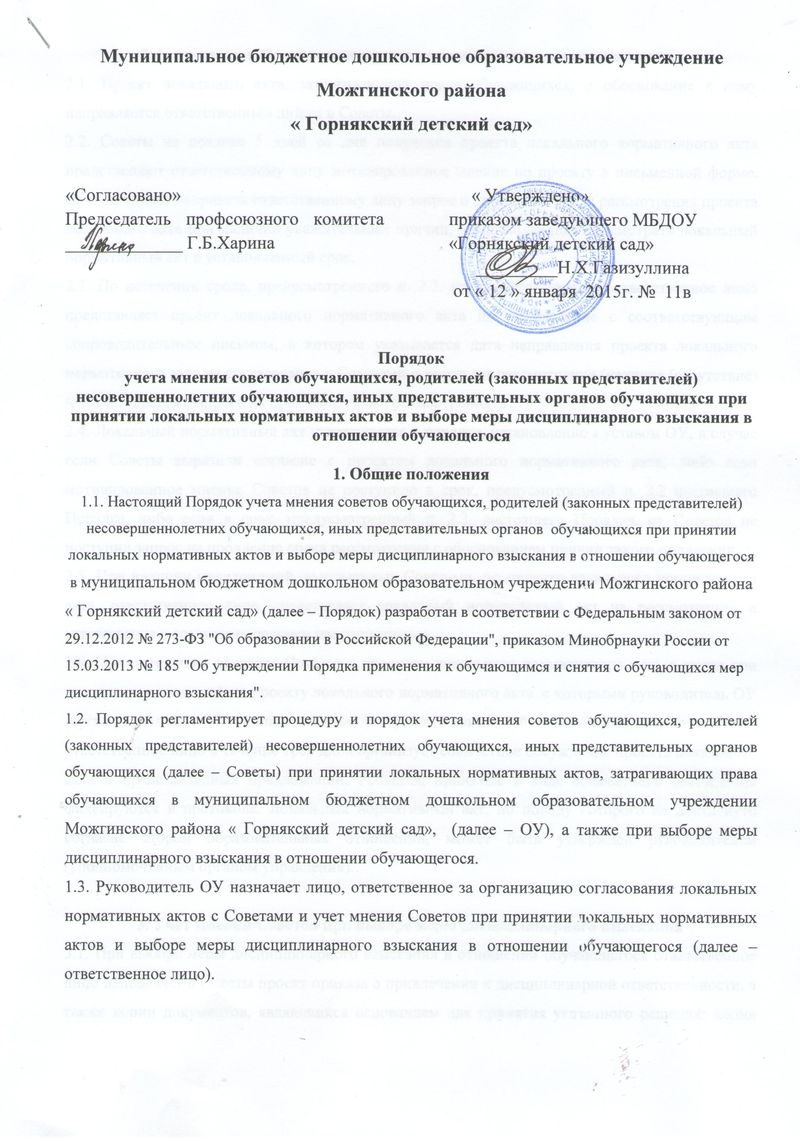 Муниципальное бюджетное дошкольное образовательное учреждение
Можгинского района
« Горнякский детский сад»
«Согласовано»
Председатель профсоюзного комитета
____________ Г.Б.Харина
« Утверждено»
приказом заведующего МБДОУ
«Горнякский детский сад»
_________Н.Х.Газизуллина
от « 12 » января 2015г. № 11в
Порядок
учета мнения советов обучающихся, родителей (законных представителей)
несовершеннолетних обучающихся, иных представительных органов обучающихся при
принятии локальных нормативных актов и выборе меры дисциплинарного взыскания в
отношении обучающегося
1. Общие положения
1.1. Настоящий Порядок учета мнения советов обучающихся, родителей (законных представителей)
несовершеннолетних обучающихся, иных представительных органов обучающихся при принятии
локальных нормативных актов и выборе меры дисциплинарного взыскания в отношении обучающегося
в муниципальном бюджетном дошкольном образовательном учреждении Можгинского района
« Горнякский детский сад» (далее – Порядок) разработан в соответствии с Федеральным законом от
29.12.2012 № 273-ФЗ "Об образовании в Российской Федерации", приказом Минобрнауки России от
15.03.2013 № 185 "Об утверждении Порядка применения к обучающимся и снятия с обучающихся мер
дисциплинарного взыскания".
1.2. Порядок регламентирует процедуру и порядок учета мнения советов обучающихся, родителей
(законных представителей) несовершеннолетних обучающихся, иных представительных органов
обучающихся (далее – Советы) при принятии локальных нормативных актов, затрагивающих права
обучающихся в муниципальном бюджетном дошкольном образовательном учреждении
Можгинского района « Горнякский детский сад», (далее – ОУ), а также при выборе меры
дисциплинарного взыскания в отношении обучающегося.
1.3. Руководитель ОУ назначает лицо, ответственное за организацию согласования локальных
нормативных актов с Советами и учет мнения Советов при принятии локальных нормативных
актов и выборе меры дисциплинарного взыскания в отношении обучающегося (далее –
ответственное лицо).